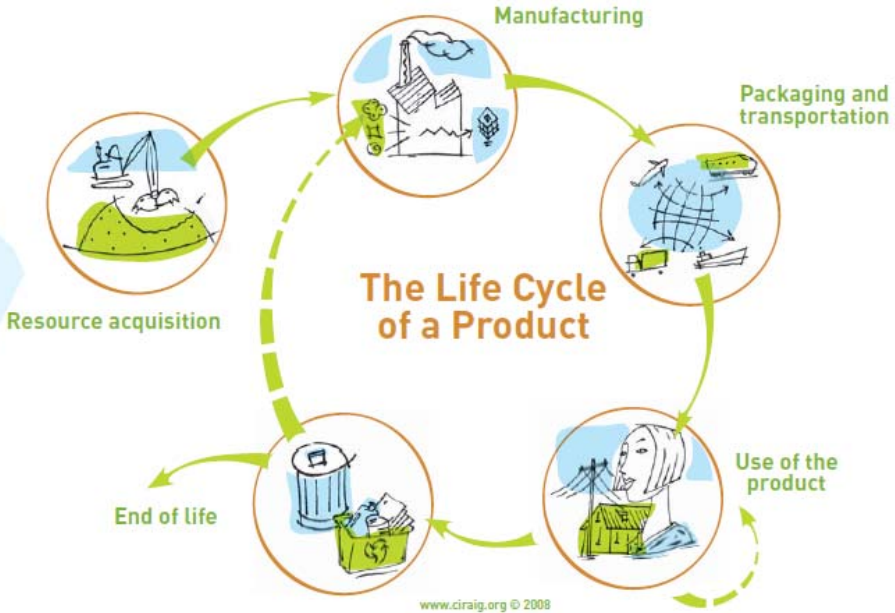 Manufacturing
Packaging and
transportation
The Life Cycle
of a Product
Resource acquisition
Use of the
product
End of life
www.ciraig.org © 2008